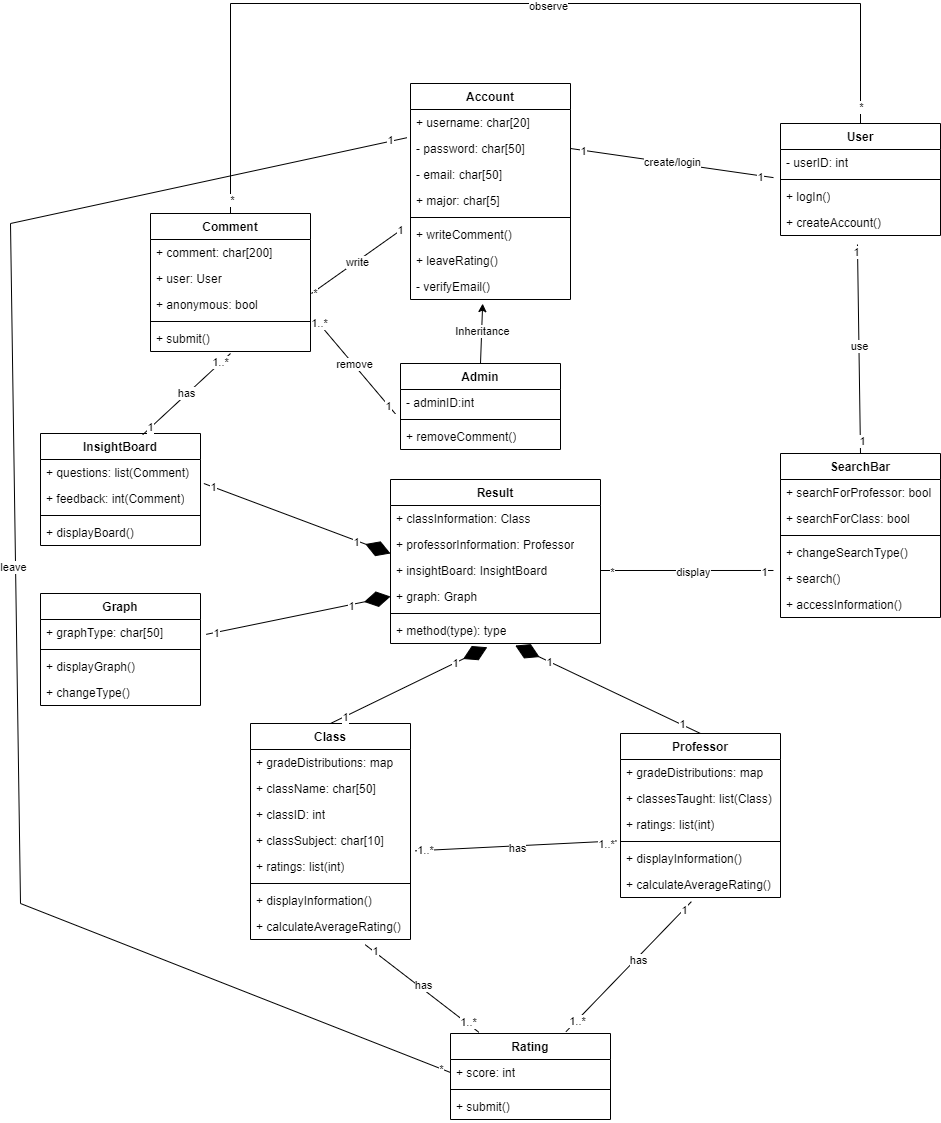 observe
*
*
Account
+ username: char[20]
- password: char[50]
- email: char[50]
+ major: char[5]
+ writeComment()
+ leaveRating()
- verifyEmail()
1
1
create/login
1
User
- userID: int
+ logIn()
+ createAccount()
Comment
+ comment: char[200]
+ user: User
+ anonymous: bool
+ submit()
1
write
*
1..*
remove
1
Inheritance
Admin
- adminID:int
+ removeComment()
1
use
1
1..*
has
1
InsightBoard
+ questions: list(Comment)
+ feedback: int(Comment)
+ displayBoard()
1
1
Result
+ classInformation: Class
+ professorInformation: Professor
+ insightBoard: InsightBoard
+ graph: Graph
+ method(type): type
*
display
1
SearchBar
+ searchForProfessor: bool
+ searchForClass: bool
+ changeSearchType()
+ search()
+ accessInformation()
leave
Graph
+ graphType: char[50]
+ displayGraph()
+ changeType()
1
1
1
1
1
1
Class
+ gradeDistributions: map
+ className: char[50]
+ classID: int
+ classSubject: char[10]
+ ratings: list(int)
+ displayInformation()
+ calculateAverageRating()
1..*
has
1..*
Professor
+ gradeDistributions: map
+ classesTaught: list(Class)
+ ratings: list(int)
+ displayInformation()
+ calculateAverageRating()
1
has
1..*
1
has
1..*
*
Rating
+ score: int
+ submit()